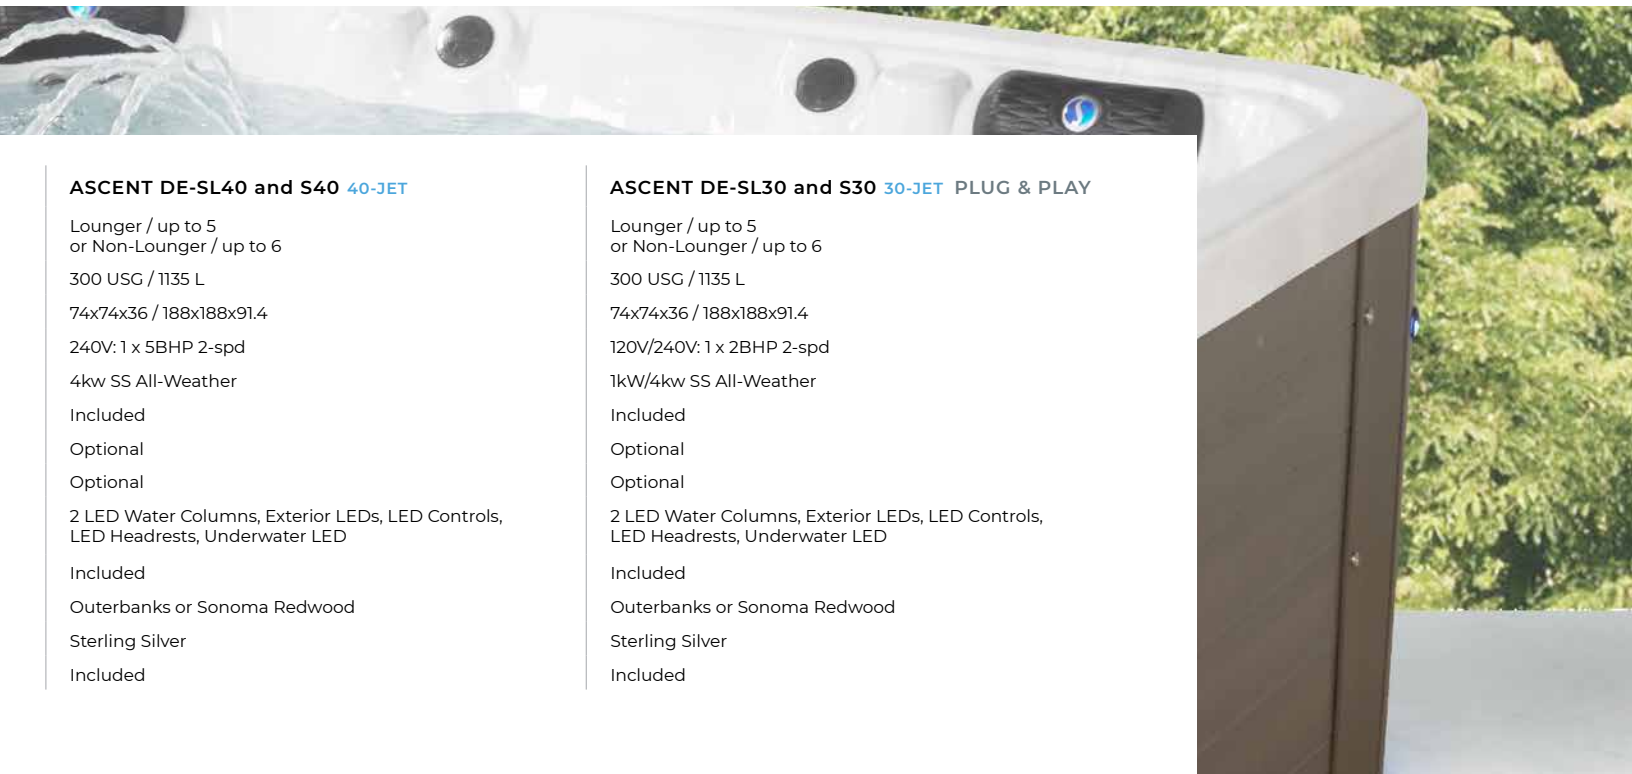 ASCENT DE-SL40 and S40 40-JET
Lounger / up to 5
or Non-Lounger / up to 6
300 USG / 1135 L
74x74x36 / 188x188x91.4
240V: 1 x 5BHP 2-spd
4kw SS All-Weather
Included
Optional
Optional
2 LED Water Columns, Exterior LEDs, LED Controls,
LED Headrests, Underwater LED
Included
Outerbanks or Sonoma Redwood
Sterling Silver
Included
ASCENT DE-SL30 and S30 30-JET PLUG & PLAY
Lounger / up to 5
or Non-Lounger / up to 6
300 USG / 1135 L
74x74x36 / 188x188x91.4
120V/240V: 1 x 2BHP 2-spd
1kW/4kw SS All-Weather
Included
Optional
Optional
2 LED Water Columns, Exterior LEDs, LED Controls,
LED Headrests, Underwater LED
Included
Outerbanks or Sonoma Redwood
Sterling Silver
Included